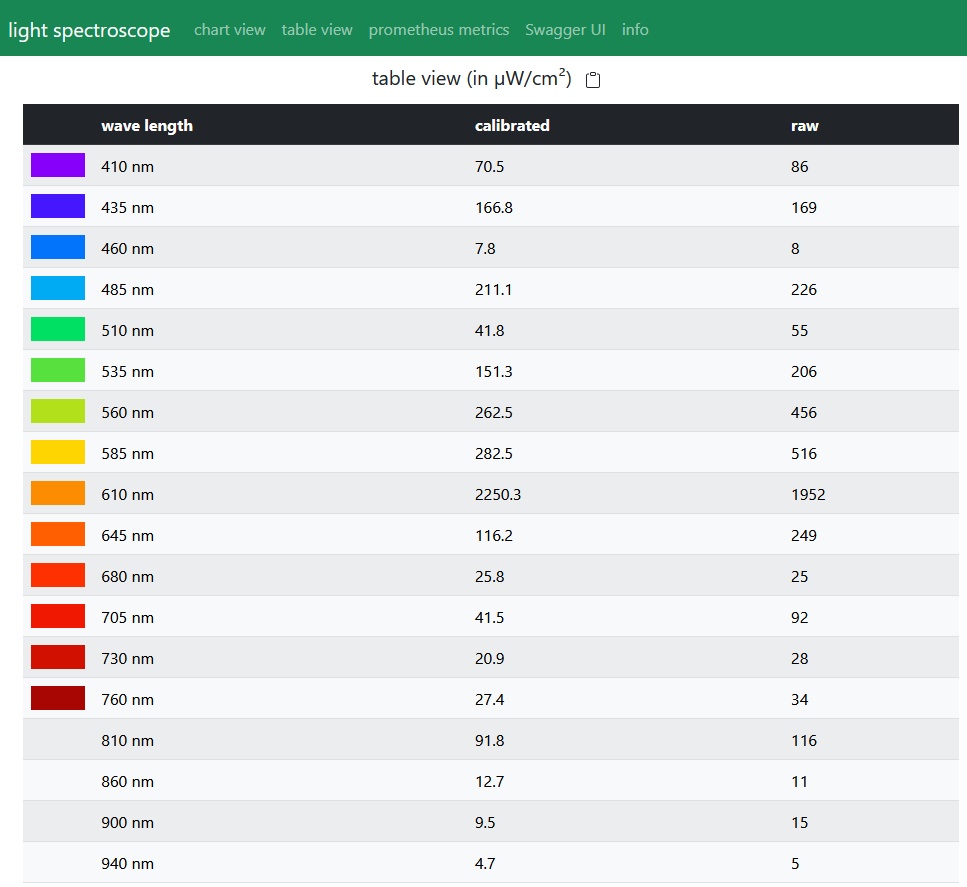 light spectroscope chart view table view prometheus metrics Swagger UI info
table view (in µW/cm²)
wave length calibrated raw
410 nm 70.5 86
435 nm 166.8 169
460 nm 7.8 8
485 nm 211.1 226
510 nm 41.8 55
535 nm 151.3 206
560 nm 262.5 456
585 nm 282.5 516
610 nm 2250.3 1952
645 nm 116.2 249
680 nm 25.8 25
705 nm 41.5 92
730 nm 20.9 28
760 nm 27.4 34
810 nm 91.8 116
860 nm 12.7 11
900 nm 9.5 15
940 nm 4.7 5